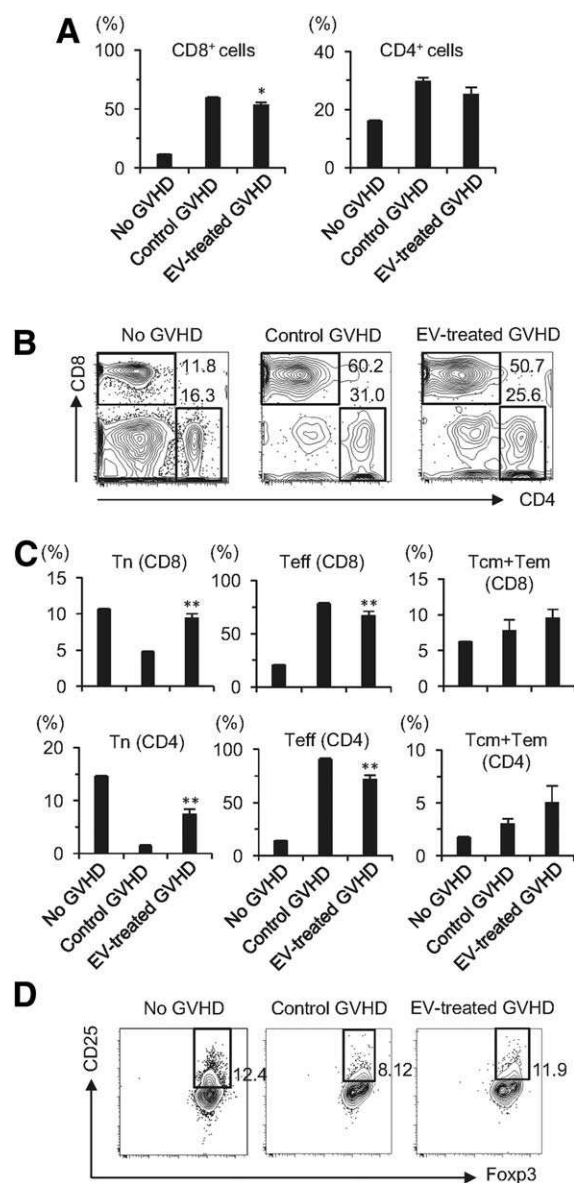 A
(%) (%)
CD8⁺ cells CD4⁺ cells
100 60
50 * 40
20
0 0
No GVHD Control GVHD EV-treated GVHD No GVHD Control GVHD EV-treated GVHD
B
No GVHD Control GVHD EV-treated GVHD
CD8 11.8 60.2 50.7
16.3 31.0 25.6
CD4
C
(%) (%) (%)
Tn (CD8) Teff (CD8) Tcm+Tem
(CD8)
15 100 15
10 ** ** 10
5 50 5
0 0 0
(%) (%) (%)
Tn (CD4) Teff (CD4) Tcm+Tem
(CD4)
20 100 10
15 **
10 ** 50 5
5
0 0 0
No GVHD Control GVHD EV-treated GVHD No GVHD Control GVHD EV-treated GVHD No GVHD Control GVHD EV-treated GVHD
D
No GVHD Control GVHD EV-treated GVHD
CD25
12.4 8.12 11.9
Foxp3